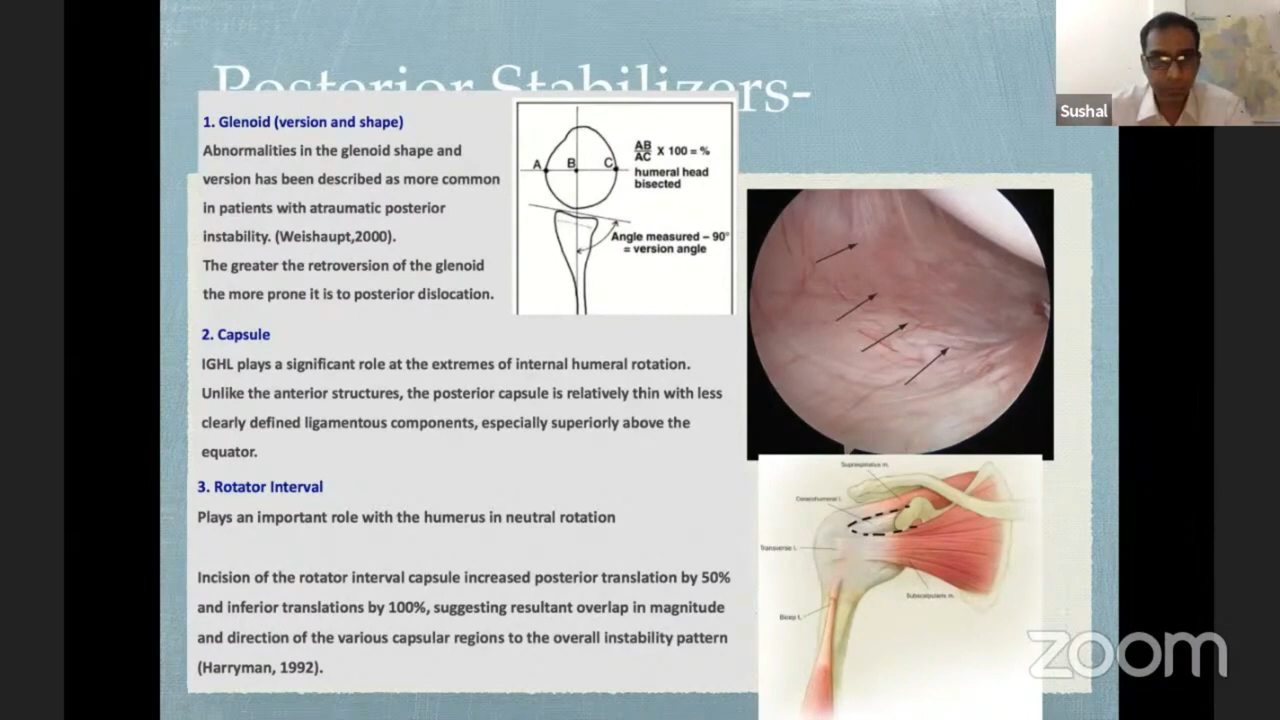 Posterior Stabilizers-
Sushal
1. Glenoid (version and shape)
Abnormalities in the glenoid shape and
version has been described as more common
in patients with atraumatic posterior
instability. (Weishaupt,2000).
The greater the retroversion of the glenoid
the more prone it is to posterior dislocation.
A
B
C
AB
AC X 100 = %
humeral head
bisected
Angle measured – 90°
= version angle
2. Capsule
IGHL plays a significant role at the extremes of internal humeral rotation.
Unlike the anterior structures, the posterior capsule is relatively thin with less
clearly defined ligamentous components, especially superiorly above the
equator.
3. Rotator Interval
Plays an important role with the humerus in neutral rotation
Incision of the rotator interval capsule increased posterior translation by 50%
and inferior translations by 100%, suggesting resultant overlap in magnitude
and direction of the various capsular regions to the overall instability pattern
(Harryman, 1992).
Supraspinatus m.
Coracohumeral l.
Transverse l.
Subscapularis m.
Bicep t.
zoom